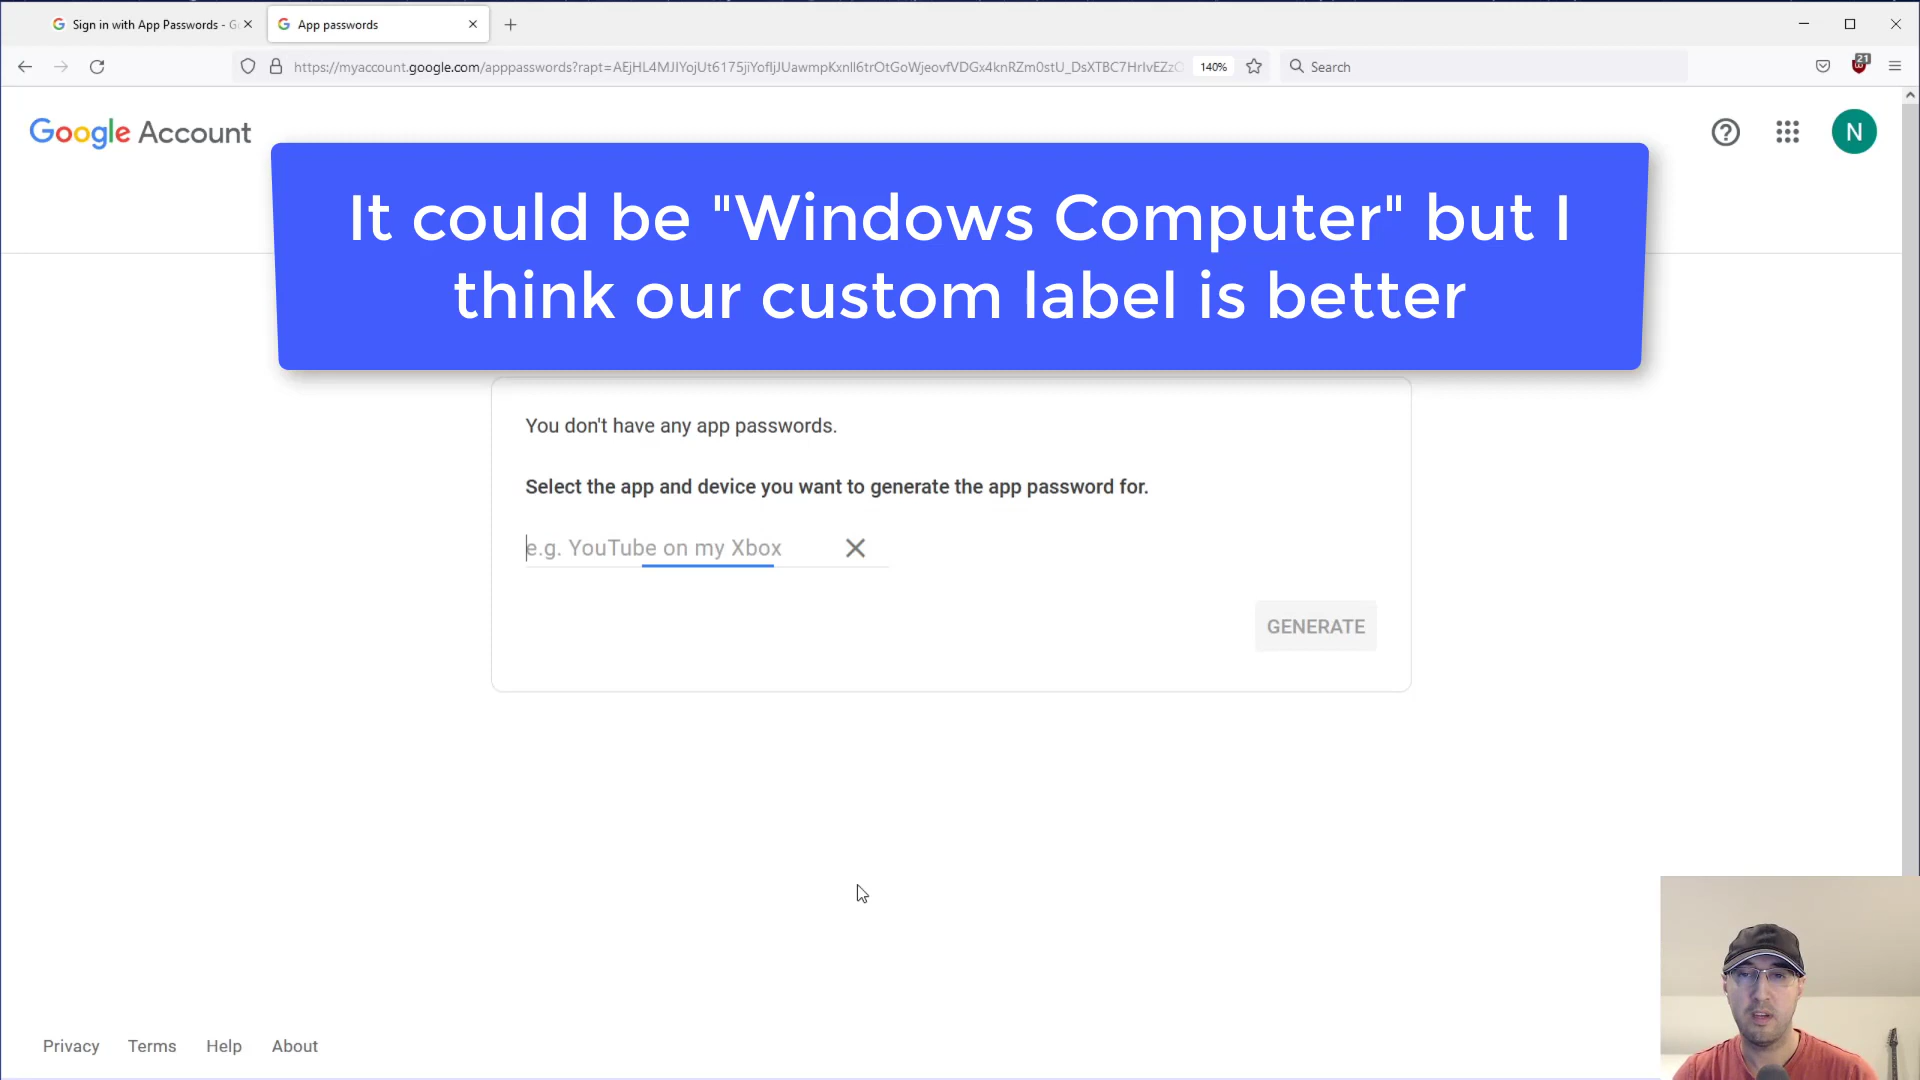 Sign in with App Passwords - G
App passwords
https://myaccount.google.com/apppasswords?rapt=AEjHL4MJIYojUt6175jiYofIjJUawmpKxnll6trOtGoWjeovfVDGx4knRZm0stU_DsXTBC7HrIvEZzC
140%
Search
21
Google Account
N
It could be "Windows Computer" but I
think our custom label is better
You don't have any app passwords.
Select the app and device you want to generate the app password for.
e.g. YouTube on my Xbox
GENERATE
Privacy
Terms
Help
About